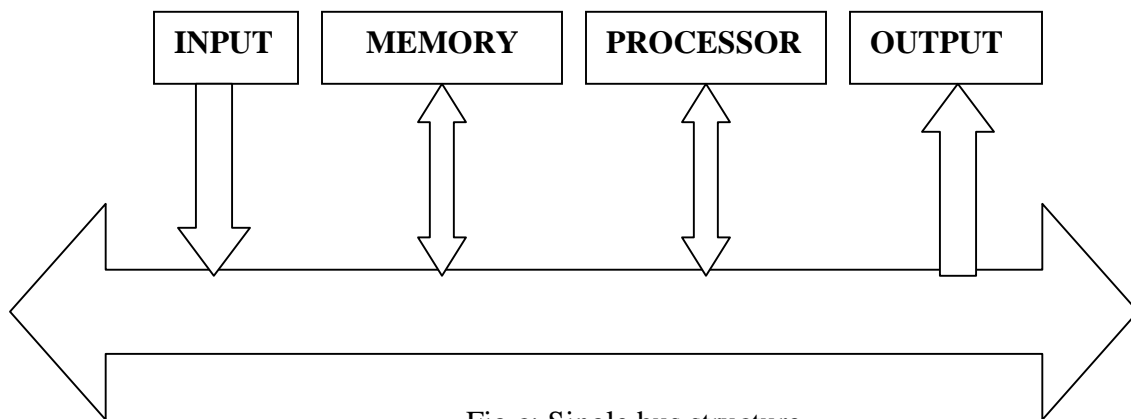 INPUT MEMORY PROCESSOR OUTPUT
Fig c: Single bus structure